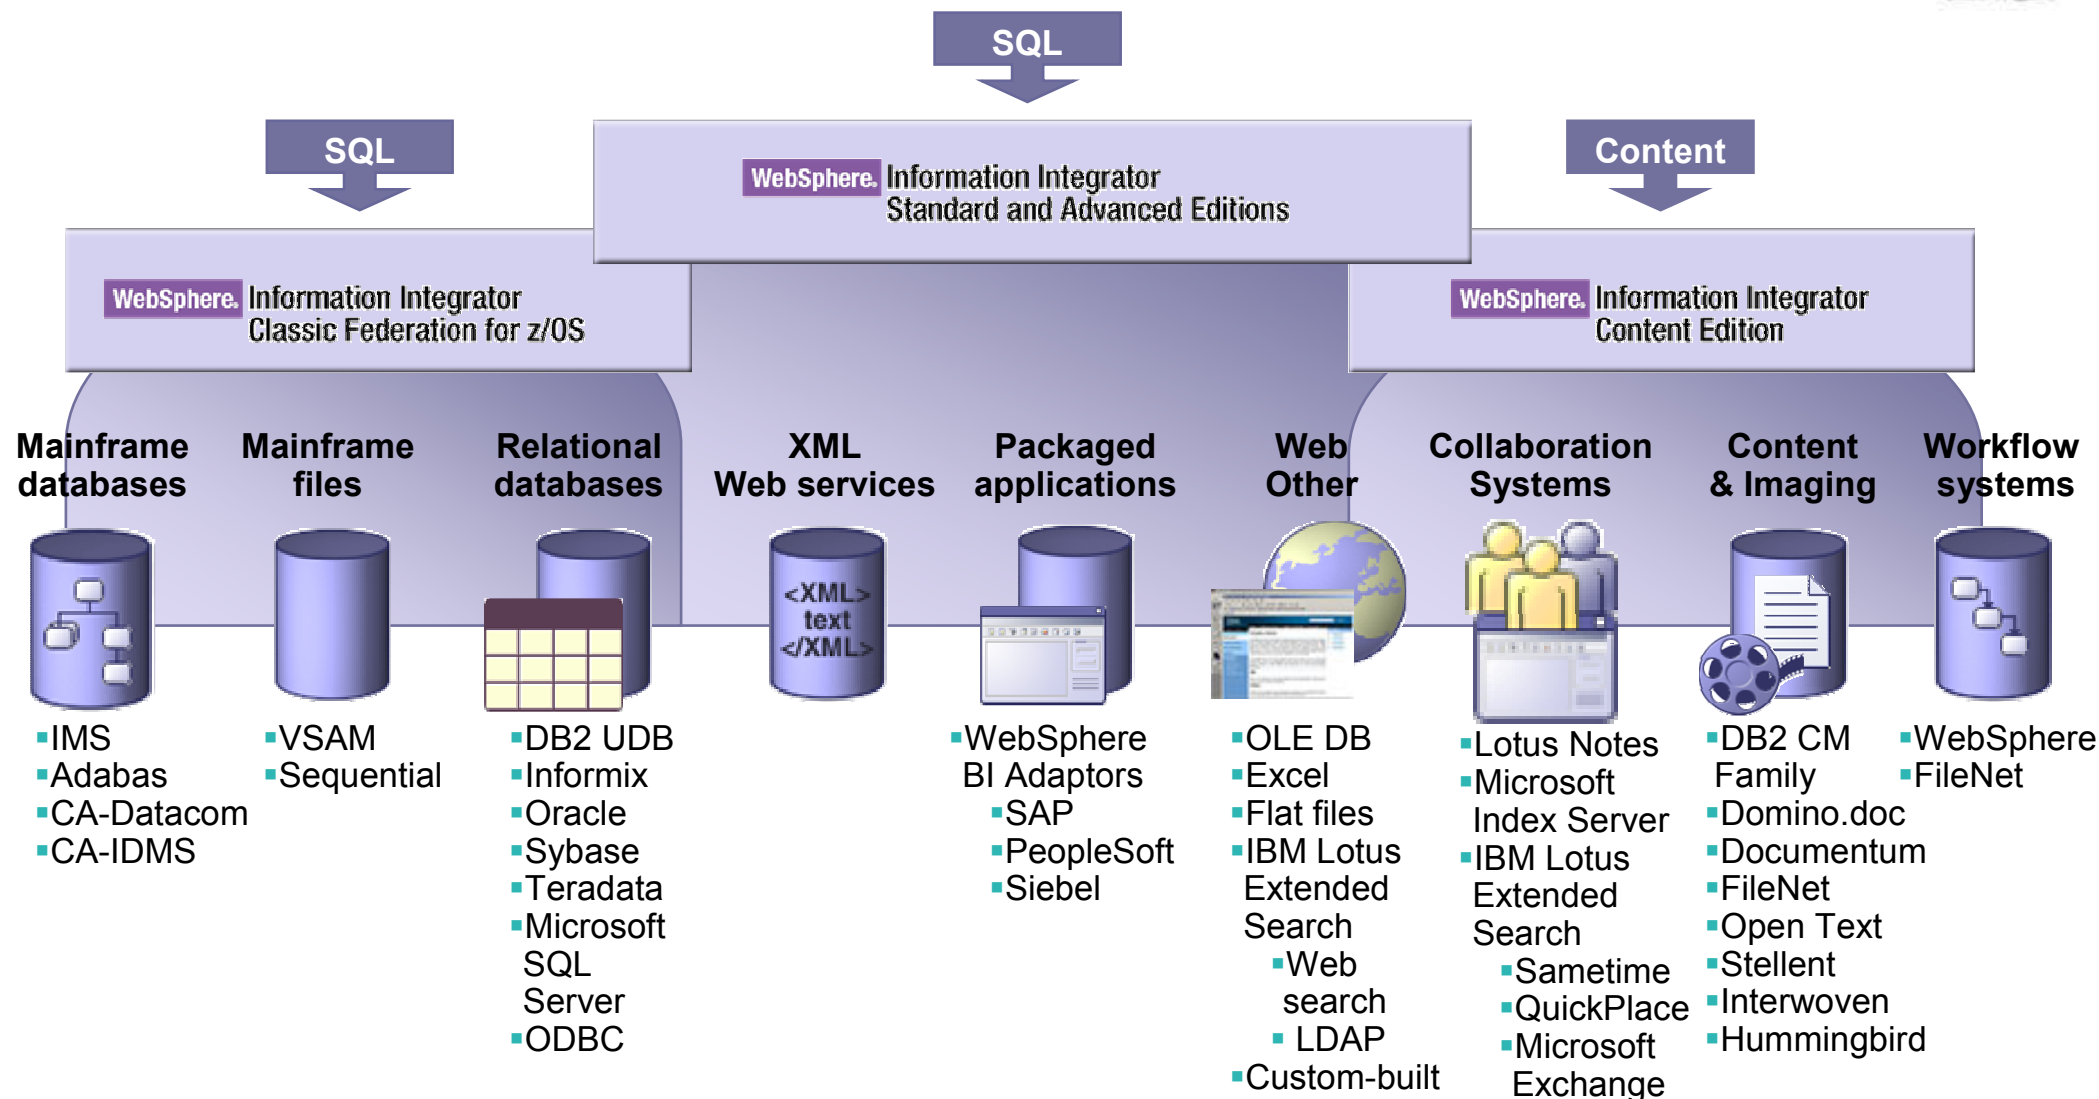 SQL
SQL
Content
WebSphere. Information Integrator
Standard and Advanced Editions
WebSphere. Information Integrator
Classic Federation for z/OS
WebSphere. Information Integrator
Content Edition
Mainframe
databases
▪IMS
▪Adabas
▪CA-Datacom
▪CA-IDMS
Mainframe
files
▪VSAM
▪Sequential
Relational
databases
▪DB2 UDB
▪Informix
▪Oracle
▪Sybase
▪Teradata
▪Microsoft
SQL
Server
▪ODBC
XML
Web services
<XML>
text
</XML>
Packaged
applications
▪WebSphere
BI Adaptors
▪SAP
▪PeopleSoft
▪Siebel
Web
Other
▪OLE DB
▪Excel
▪Flat files
▪IBM Lotus
Extended
Search
▪Web
search
▪ LDAP
▪Custom-built
Collaboration
Systems
▪Lotus Notes
▪Microsoft
Index Server
▪IBM Lotus
Extended
Search
▪Sametime
▪QuickPlace
▪Microsoft
Exchange
Content
& Imaging
▪DB2 CM
Family
▪Domino.doc
▪Documentum
▪FileNet
▪Open Text
▪Stellent
▪Interwoven
▪Hummingbird
Workflow
systems
▪WebSphere
▪FileNet